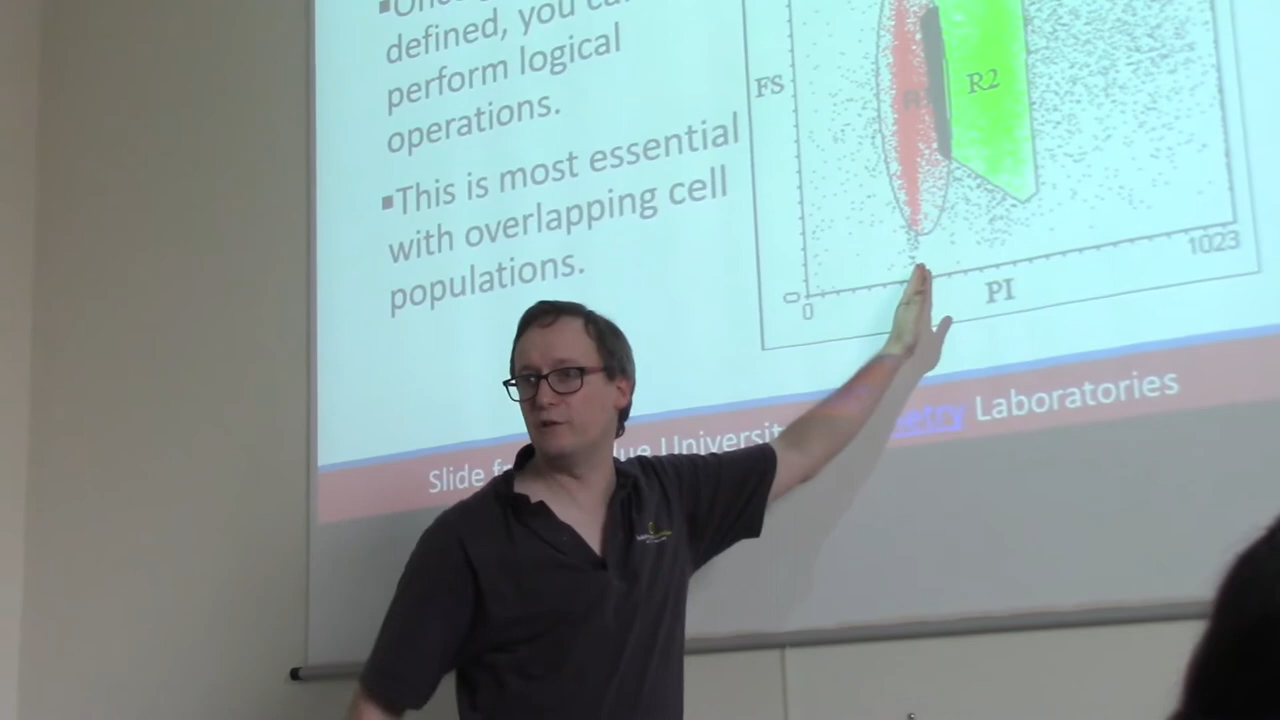 defined, you
perform logical
operations.
▪This is most essential
with overlapping cell
populations.
FS
R2
1023
0
0
PI
Slide Laboratories